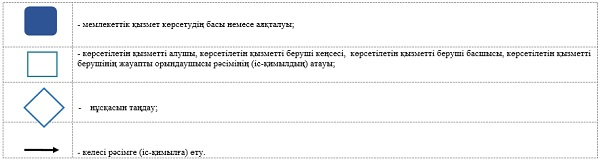 - мемлекеттік қызмет көрсетудің басы немесе аяқталуы;
- көрсетілетін қызметті алушы, көрсетілетін қызметті беруші кеңсесі, көрсетілетін қызметті беруші басшысы, көрсетілетін қызметті
берушінің жауапты орындаушысы рәсімінің (іс-қимылдың) атауы;
- нұсқасын таңдау;
- келесі рәсімге (іс-қимылға) өту.